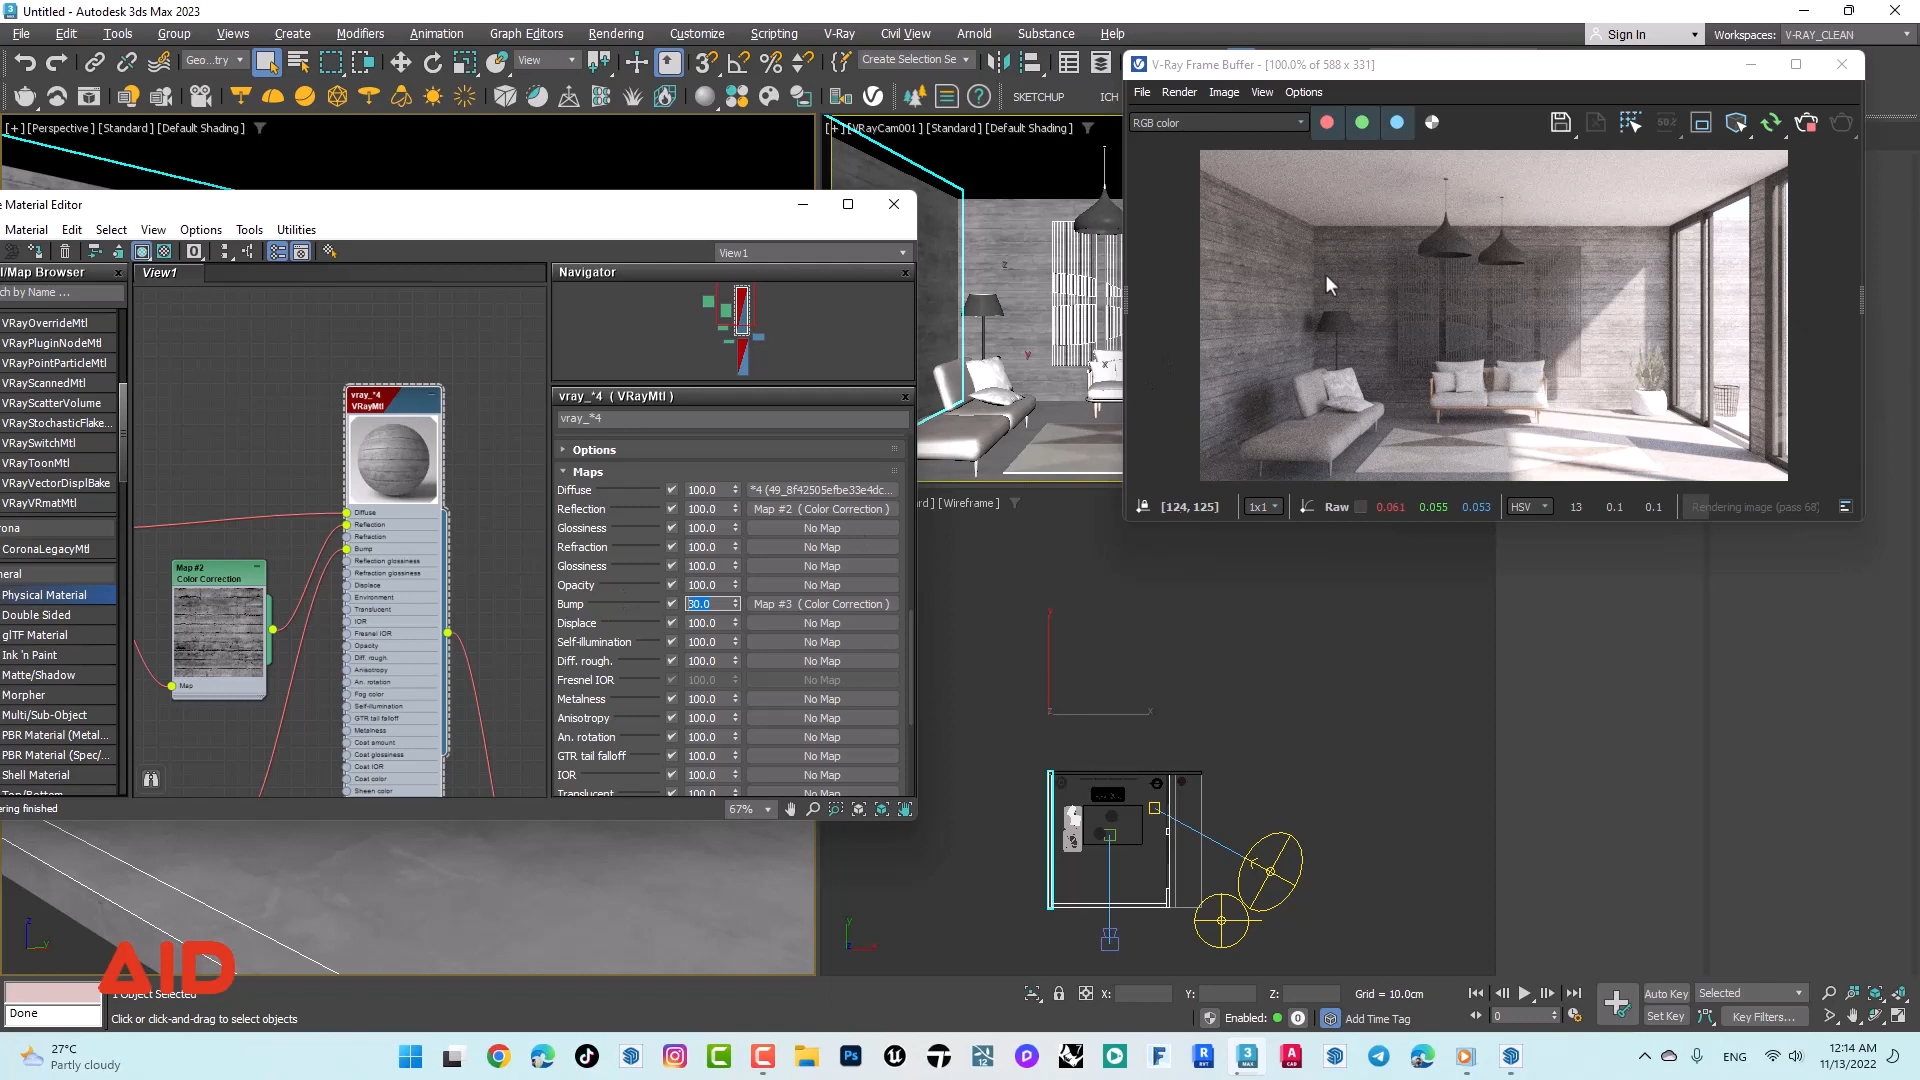 Untitled - Autodesk 3ds Max 2023
File Edit Tools Group Views Create Modifiers Animation Graph Editors Rendering Customize Scripting V-Ray Civil View Arnold Substance Help
Sign In
Workspaces: V-RAY_CLEAN
Geo...try
View
Create Selection Se
SKETCHUP
ICH
[+] [Perspective ] [Standard ] [Default Shading ]
[+] [VRayCam001 ] [Standard ] [Default Shading ]
V-Ray Frame Buffer - [100.0% of 588 x 331]
File Render Image View Options
RGB color
50%
[124, 125]
1x1
Raw
0.061 0.055 0.053
HSV
13 0.1 0.1
Rendering image (pass 68)
e Material Editor
Material Edit Select View Options Tools Utilities
View1
l/Map Browser
View1
Navigator
ch by Name ...
VRayOverrideMtl
VRayPluginNodeMtl
VRayPointParticleMtl
VRayScannedMtl
VRayScatterVolume
VRayStochasticFlake...
VRaySwitchMtl
VRayToonMtl
VRayVectorDisplBake
VRayVRmatMtl
ona
CoronaLegacyMtl
neral
Physical Material
Double Sided
glTF Material
Ink 'n Paint
Matte/Shadow
Morpher
Multi/Sub-Object
PBR Material (Metal...
PBR Material (Spec/...
Shell Material
Top/Bottom
vray_*4
VRayMtl
Diffuse
Reflection
Refraction
Bump
Reflection glossiness
Refraction glossiness
Displace
Environment
Translucent
IOR
Fresnel IOR
Opacity
Diff. rough.
Anisotropy
An. rotation
Fog color
Self-illumination
GTR tail falloff
Metalness
Coat amount
Coat glossiness
Coat IOR
Coat color
Sheen color
Map #2
Color Correction
Map
vray_*4 ( VRayMtl )
vray_*4
Options
Maps
Diffuse 100.0 *4 (49_8f42505efbe33e4dc...
Reflection 100.0 Map #2 ( Color Correction )
Glossiness 100.0 No Map
Refraction 100.0 No Map
Glossiness 100.0 No Map
Opacity 100.0 No Map
Bump 30.0 Map #3 ( Color Correction )
Displace 100.0 No Map
Self-illumination 100.0 No Map
Diff. rough. 100.0 No Map
Fresnel IOR 100.0 No Map
Metalness 100.0 No Map
Anisotropy 100.0 No Map
An. rotation 100.0 No Map
GTR tail falloff 100.0 No Map
IOR 100.0 No Map
Translucent 100.0 No Map
ering finished
67%
ard ] [Wireframe ]
AID
1 Object Selected
Done
Click or click-and-drag to select objects
X: Y: Z: Grid = 10.0cm
Enabled: 0 Add Time Tag
0
Auto Key Selected
Set Key Key Filters...
27°C
Partly cloudy
ENG
12:14 AM
11/13/2022